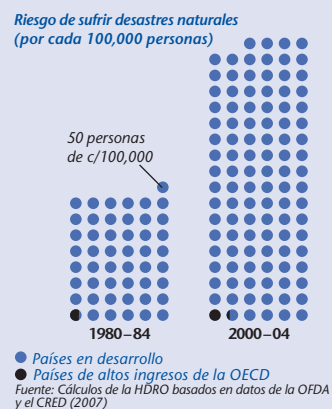 Riesgo de sufrir desastres naturales
(por cada 100,000 personas)
50 personas
de c/100,000
1980–84
2000–04
Países en desarrollo
Países de altos ingresos de la OECD
Fuente: Cálculos de la HDRO basados en datos de la OFDA
y el CRED (2007)